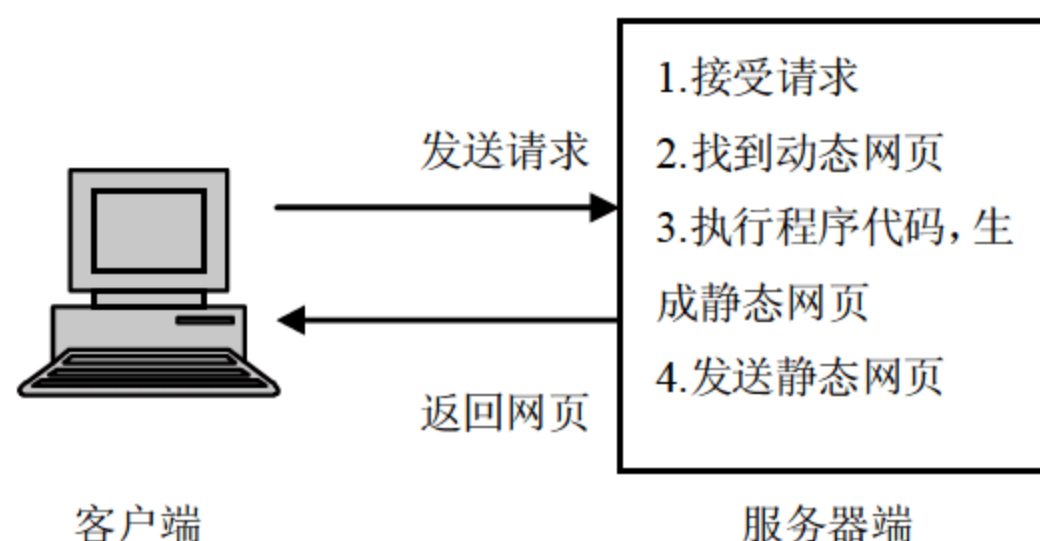 发送请求
返回网页
客户端
1.接受请求
2.找到动态网页
3.执行程序代码，生
成静态网页
4.发送静态网页
服务器端